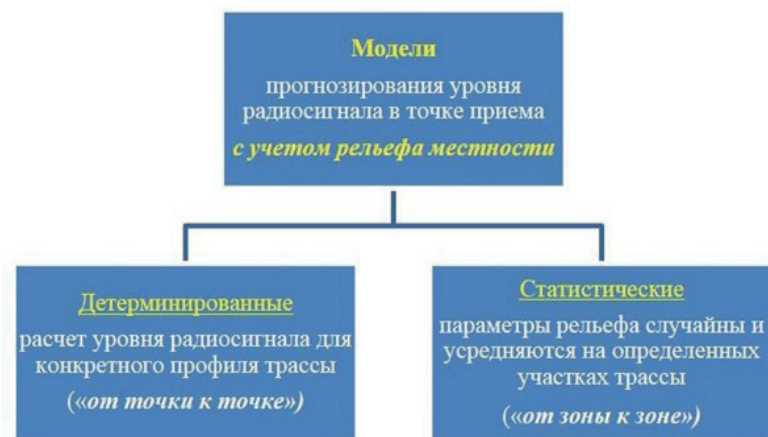 Модели
прогнозирования уровня
радиосигнала в точке приема
с учетом рельефа местности
Детерминированные
расчет уровня радиосигнала для
конкретного профиля трассы
(«от точки к точке»)
Статистические
параметры рельефа случайны и
усредняются на определенных
участках трассы
(«от зоны к зоне»)